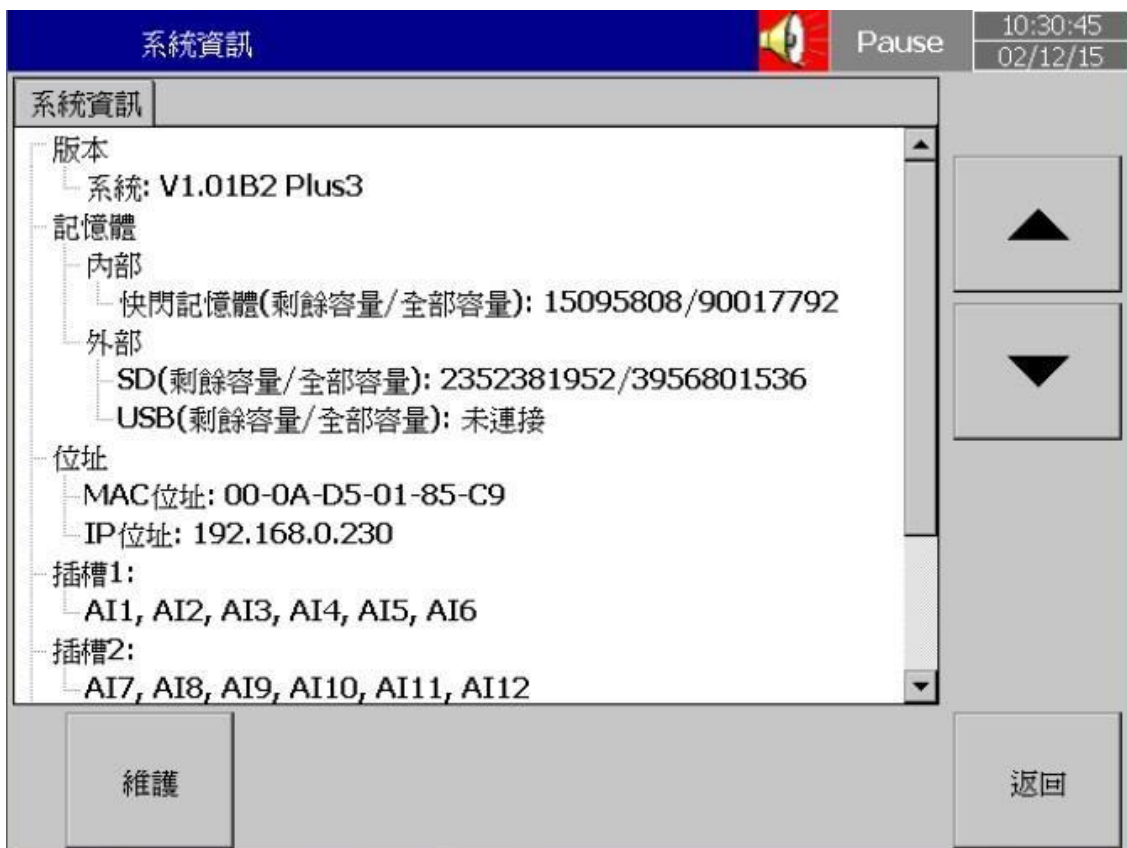 系統資訊
Pause
10:30:45
02/12/15
系統資訊
版本
系統: V1.01B2 Plus3
記憶體
內部
快閃記憶體(剩餘容量/全部容量): 15095808/90017792
外部
SD(剩餘容量/全部容量): 2352381952/3956801536
USB(剩餘容量/全部容量): 未連接
位址
MAC位址: 00-0A-D5-01-85-C9
IP位址: 192.168.0.230
插槽1:
AI1, AI2, AI3, AI4, AI5, AI6
插槽2:
AI7, AI8, AI9, AI10, AI11, AI12
維護
返回